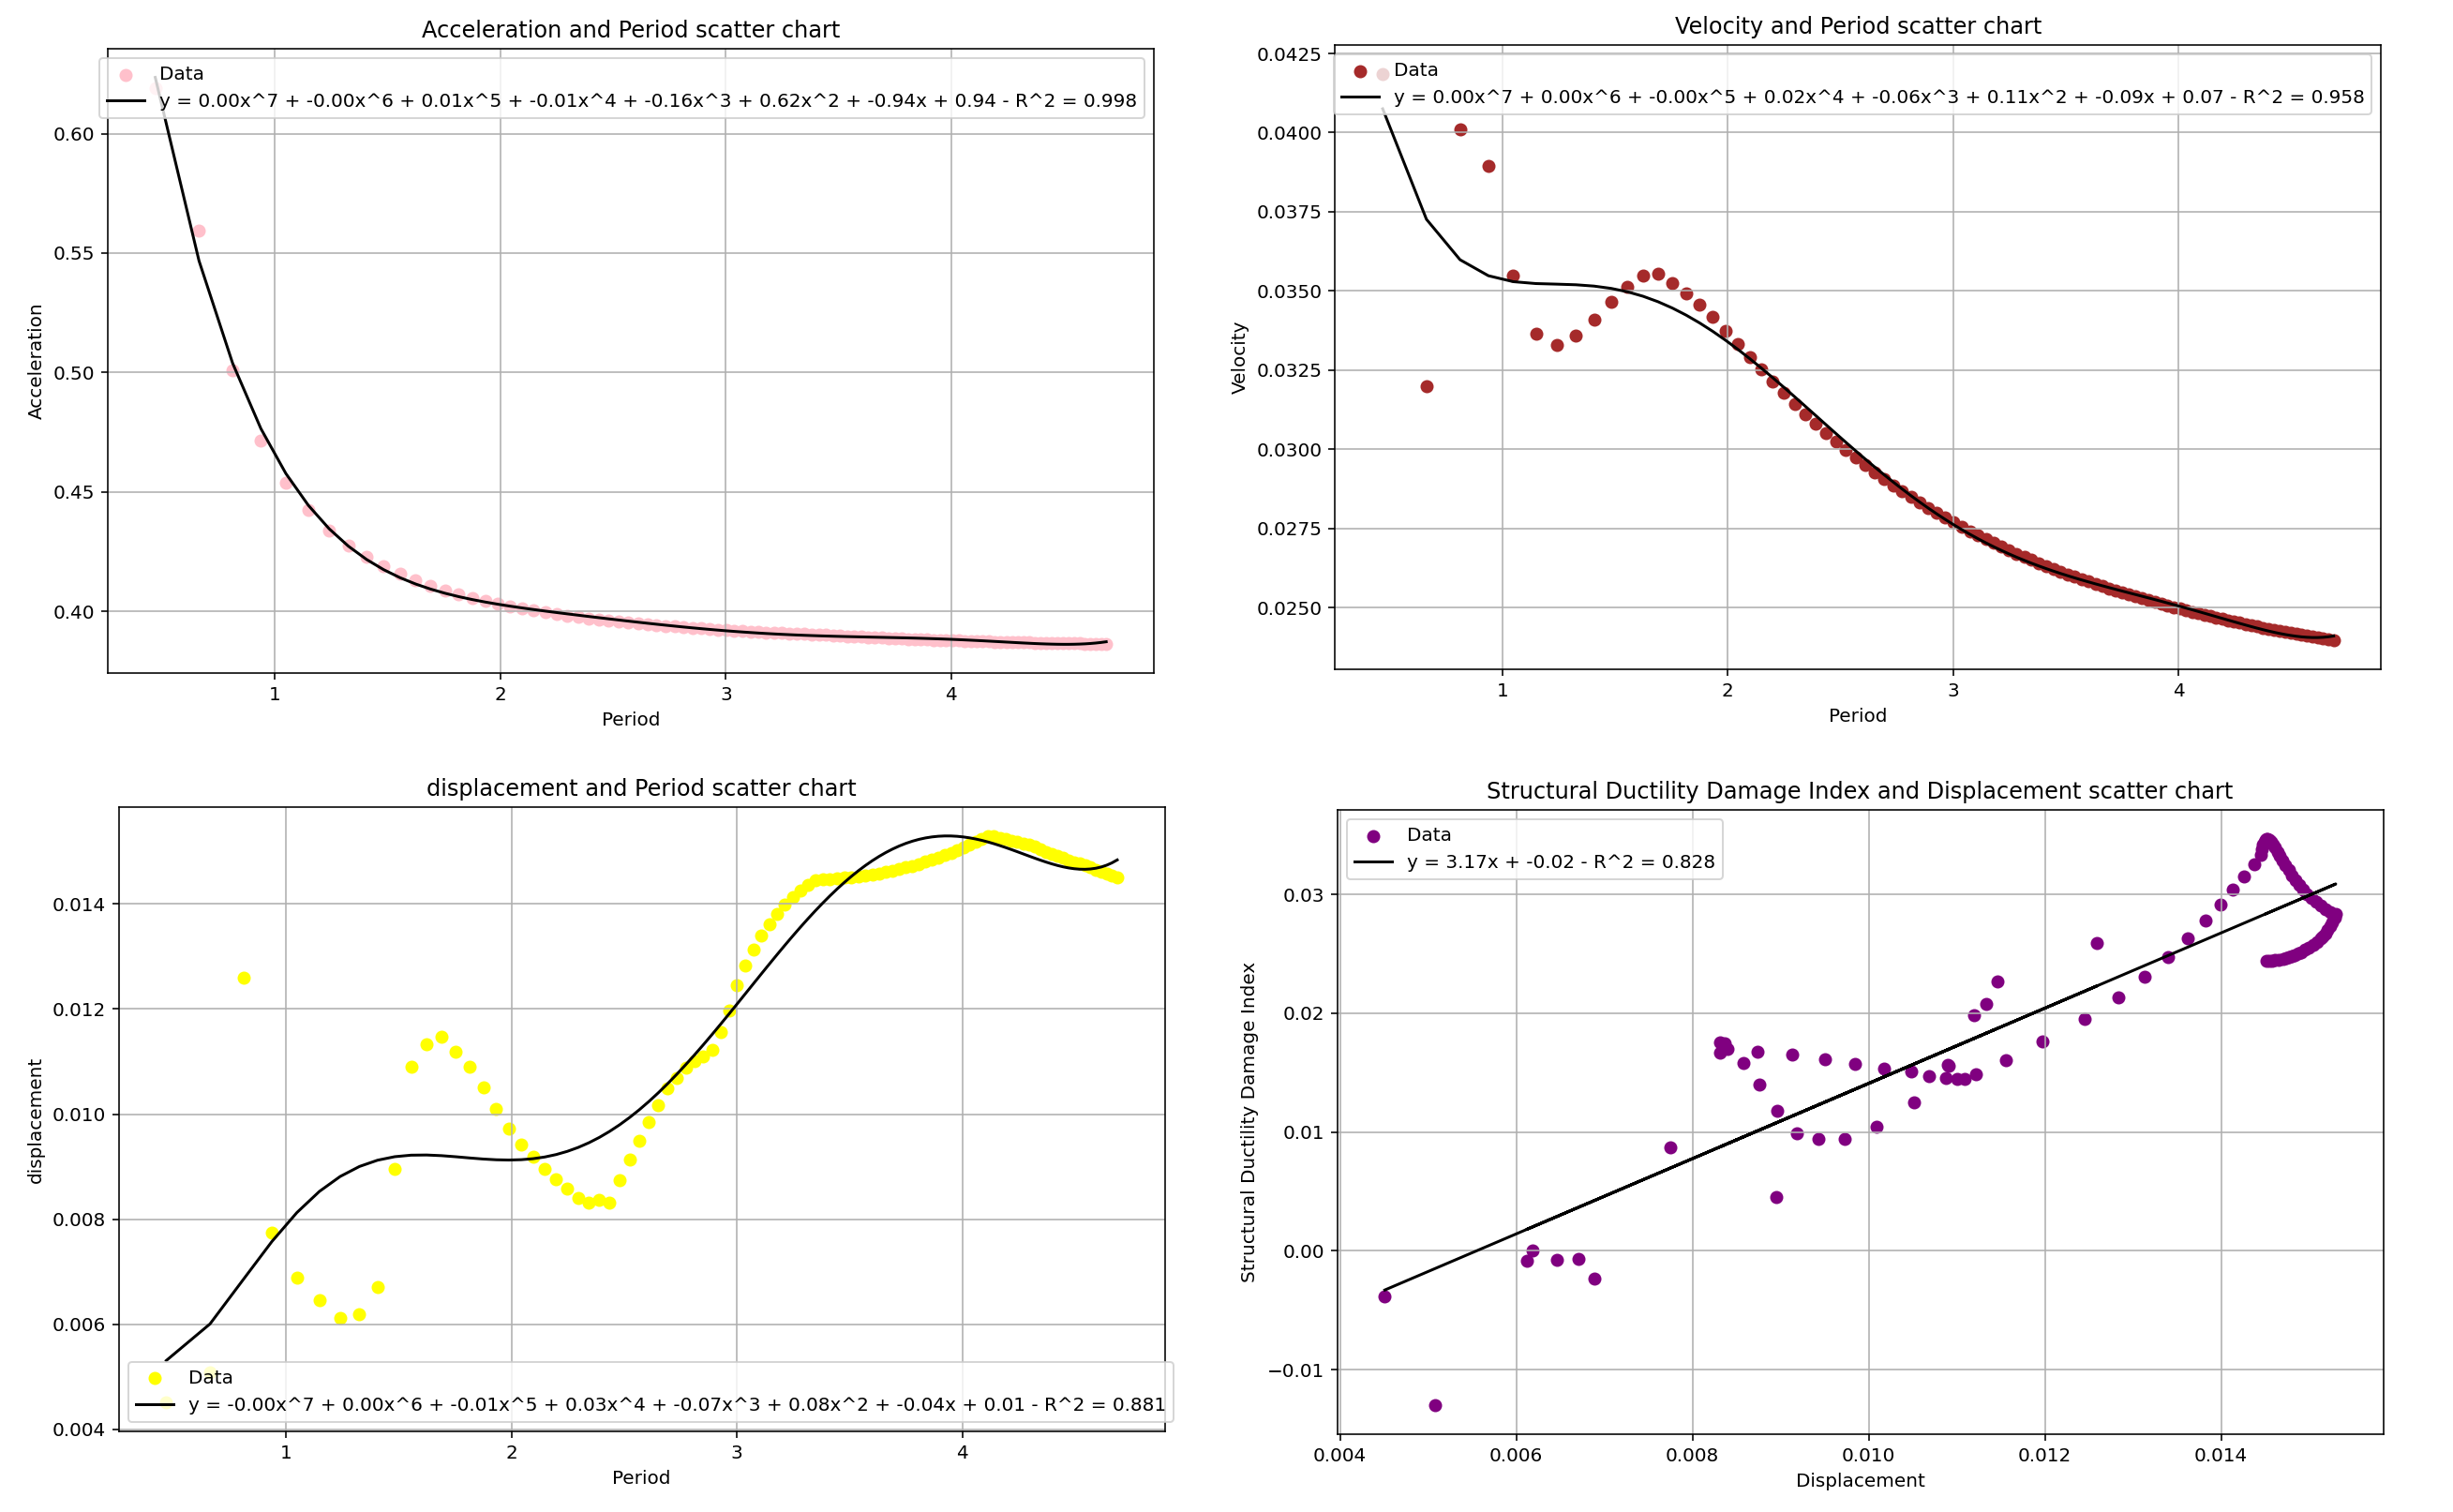 Acceleration and Period scatter chart
Data
y = 0.00x^7 + -0.00x^6 + 0.01x^5 + -0.01x^4 + -0.16x^3 + 0.62x^2 + -0.94x + 0.94 - R^2 = 0.998
0.60
0.55
0.50
0.45
0.40
Acceleration
1 2 3 4
Period
Velocity and Period scatter chart
Data
y = 0.00x^7 + 0.00x^6 + -0.00x^5 + 0.02x^4 + -0.06x^3 + 0.11x^2 + -0.09x + 0.07 - R^2 = 0.958
0.0425
0.0400
0.0375
0.0350
0.0325
0.0300
0.0275
0.0250
Velocity
1 2 3 4
Period
displacement and Period scatter chart
0.014
0.012
0.010
0.008
0.006
0.004
displacement
Data
y = -0.00x^7 + 0.00x^6 + -0.01x^5 + 0.03x^4 + -0.07x^3 + 0.08x^2 + -0.04x + 0.01 - R^2 = 0.881
1 2 3 4
Period
Structural Ductility Damage Index and Displacement scatter chart
Data
y = 3.17x + -0.02 - R^2 = 0.828
0.03
0.02
0.01
0.00
−0.01
Structural Ductility Damage Index
0.004 0.006 0.008 0.010 0.012 0.014
Displacement